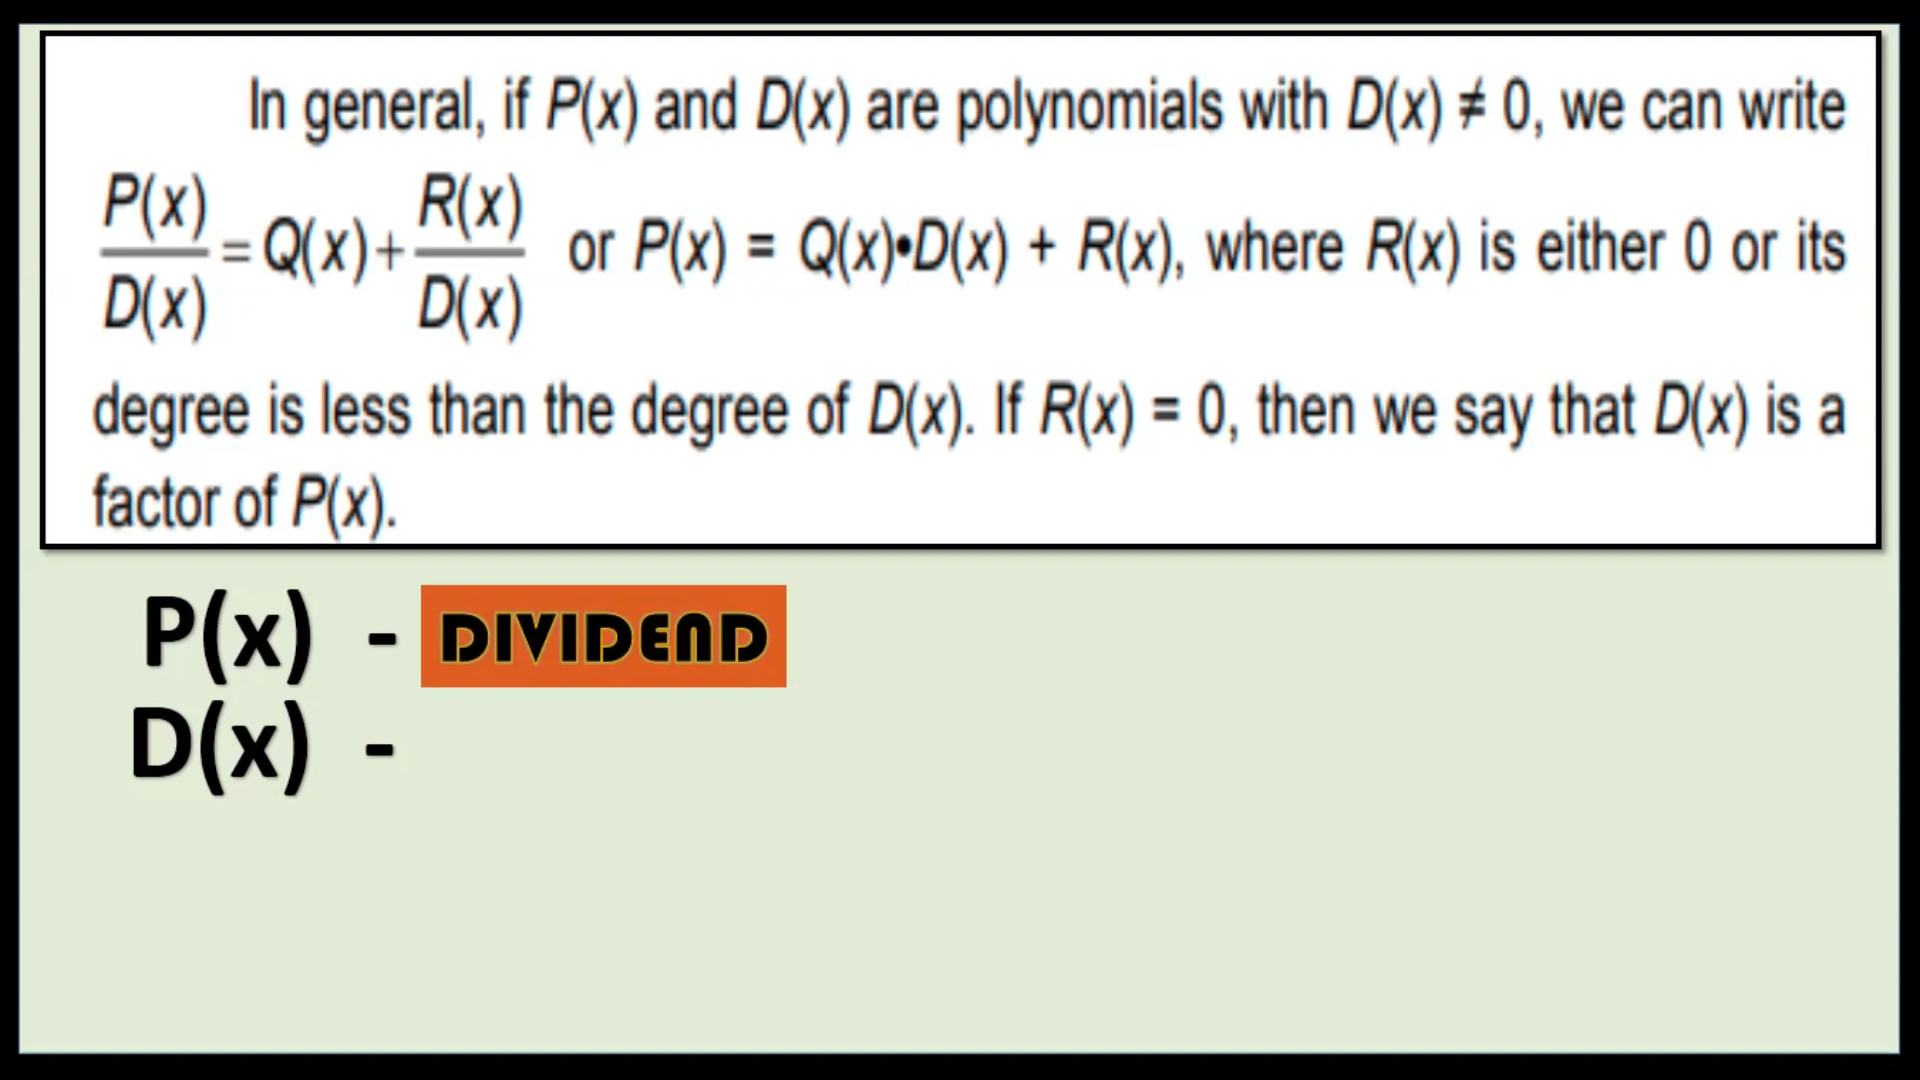 In general, if P(x) and D(x) are polynomials with D(x) ≠ 0, we can write
P(x)/D(x) = Q(x) + R(x)/D(x) or P(x) = Q(x)•D(x) + R(x), where R(x) is either 0 or its
degree is less than the degree of D(x). If R(x) = 0, then we say that D(x) is a
factor of P(x).
P(x) - DIVIDEND
D(x) -